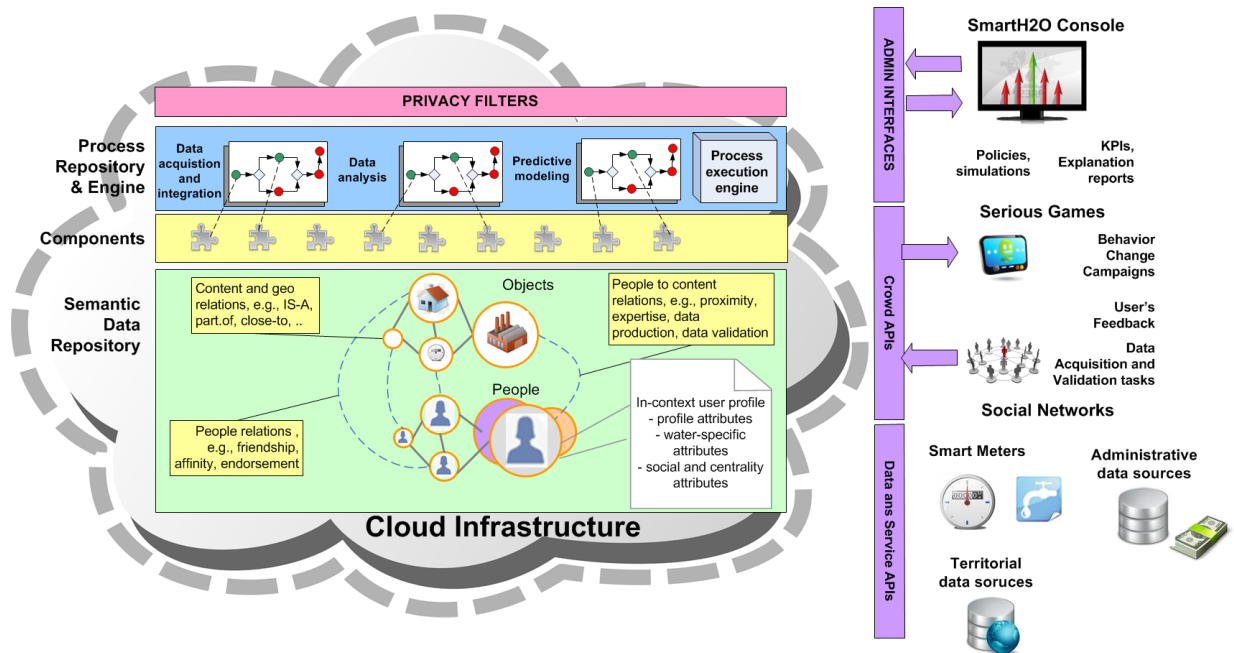 PRIVACY FILTERS
Process
Repository
& Engine
Data
acquistion
and
integration
Data
analysis
Predictive
modeling
Process
execution
engine
Components
Semantic
Data
Repository
Content and geo
relations, e.g., IS-A,
part.of, close-to, ..
Objects
People to content
relations, e.g., proximity,
expertise, data
production, data validation
People relations ,
e.g., friendship,
affinity, endorsement
People
In-context user profile
- profile attributes
- water-specific
attributes
- social and centrality
attributes
Cloud Infrastructure
ADMIN INTERFACES
SmartH2O Console
Policies,
simulations
KPIs,
Explanation
reports
Crowd APIs
Serious Games
Behavior
Change
Campaigns
User's
Feedback
Data
Acquisition and
Validation tasks
Social Networks
Data ans Service APIs
Smart Meters
Administrative
data sources
Territorial
data soruces